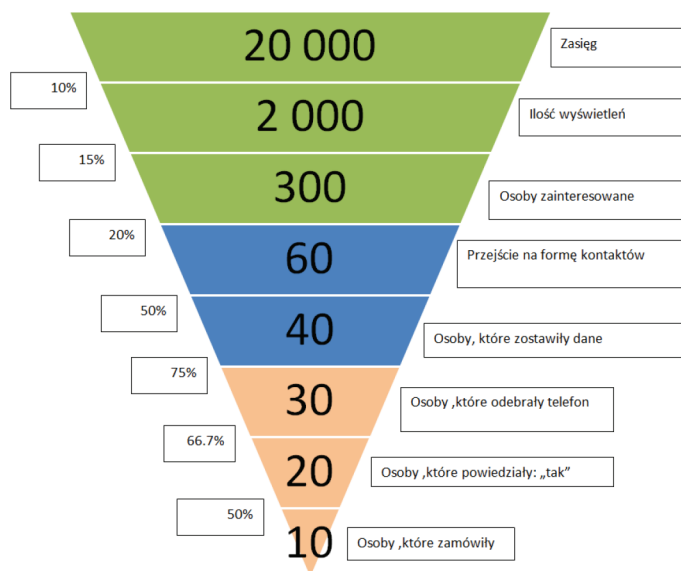 20 000
Zasięg
10%
2 000
Ilość wyświetleń
15%
300
Osoby zainteresowane
20%
60
Przejście na formę kontaktów
50%
40
Osoby, które zostawiły dane
75%
30
Osoby ,które odebrały telefon
66.7%
20
Osoby ,które powiedziały: „tak”
50%
10
Osoby ,które zamówiły